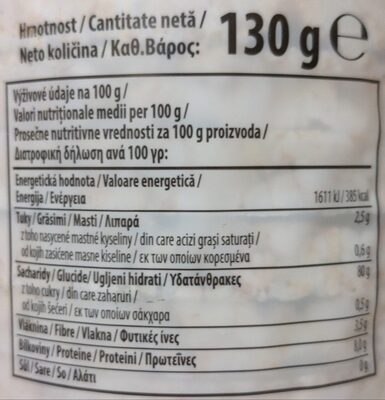 Hmotnost / Cantitate netă /
Neto količina / Καθ.Βάρος: 130 g e
Výživové údaje na 100 g /
Valori nutriționale medii per 100 g /
Prosečne nutritivne vrednosti za 100 g proizvoda /
Διατροφική δήλωση ανά 100 γρ:
Energetická hodnota / Valoare energetică /
Energija / Ενέργεια 1611 kJ / 385 kcal
Tuky / Grăsimi / Masti / Λιπαρά 2,5 g
z toho nasycené mastné kyseliny / din care acizi grași saturați /
od kojih zasićene masne kiseline / εκ των οποίων κορεσμένα 0,6 g
Sacharidy / Glucide/ Ugljeni hidrati / Υδατάνθρακες 80 g
z toho cukry / din care zaharuri /
od kojih šećeri / εκ των οποίων σάκχαρα 0,5 g
Vláknina / Fibre / Vlakna / Φυτικές ίνες 3,5 g
Bílkoviny / Proteine / Proteini / Πρωτεΐνες 8,0 g
Sůl / Sare / So / Αλάτι 0 g